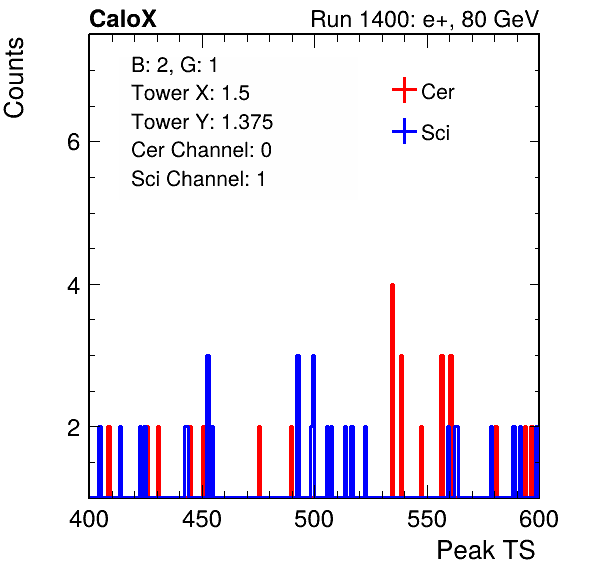 CaloX Run 1400: e+, 80 GeV
Counts
B: 2, G: 1
Tower X: 1.5
Tower Y: 1.375
Cer Channel: 0
Sci Channel: 1
Cer
Sci
6
4
2
400 450 500 550 600
Peak TS